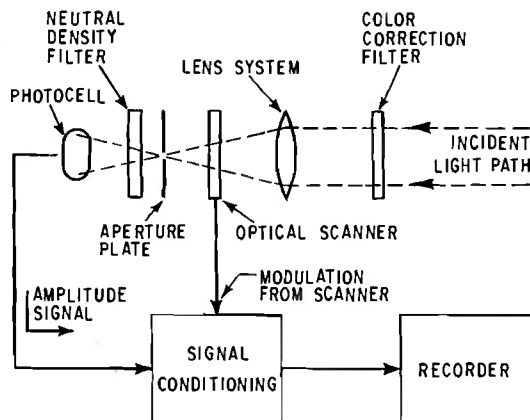 NEUTRAL
DENSITY
FILTER
PHOTOCELL
LENS SYSTEM
COLOR
CORRECTION
FILTER
INCIDENT
LIGHT PATH
APERTURE
PLATE
OPTICAL SCANNER
MODULATION
FROM SCANNER
AMPLITUDE
SIGNAL
SIGNAL
CONDITIONING
RECORDER